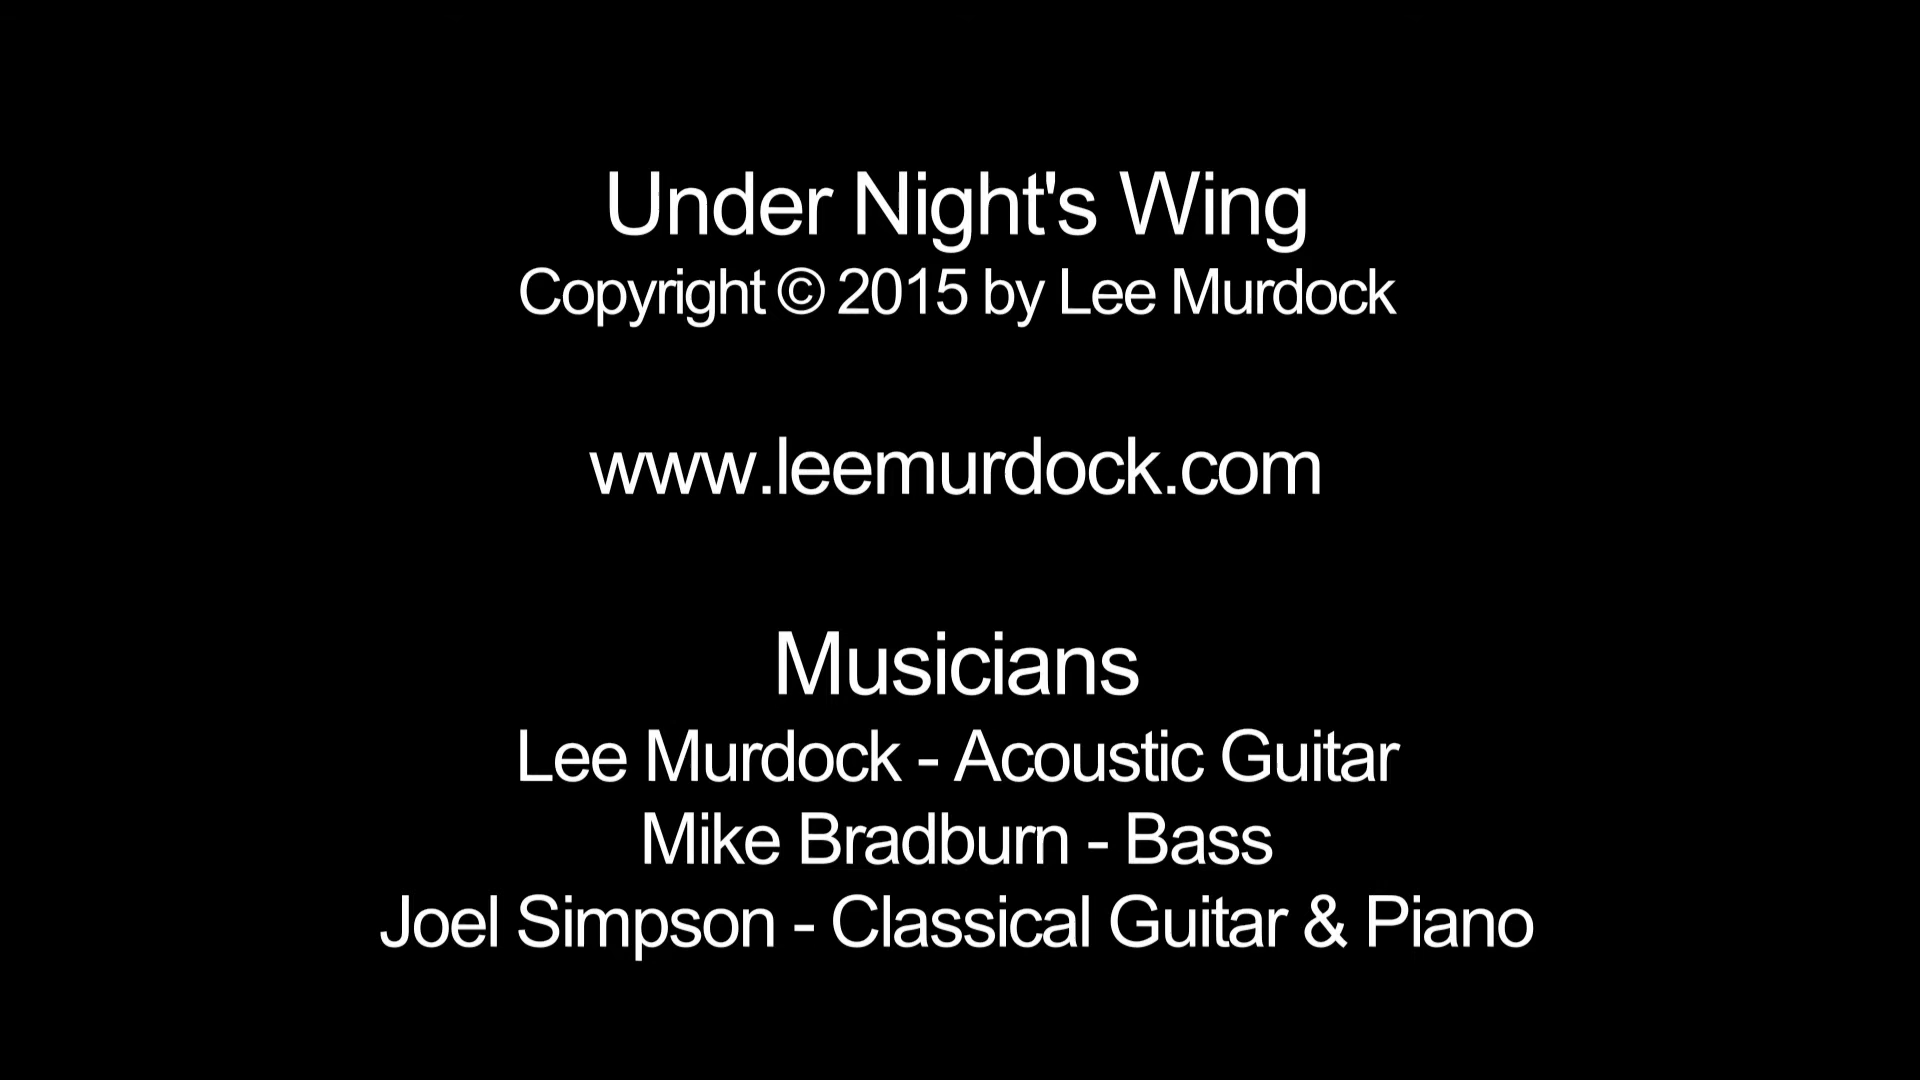 Under Night's Wing
Copyright © 2015 by Lee Murdock
www.leemurdock.com
Musicians
Lee Murdock - Acoustic Guitar
Mike Bradburn - Bass
Joel Simpson - Classical Guitar & Piano